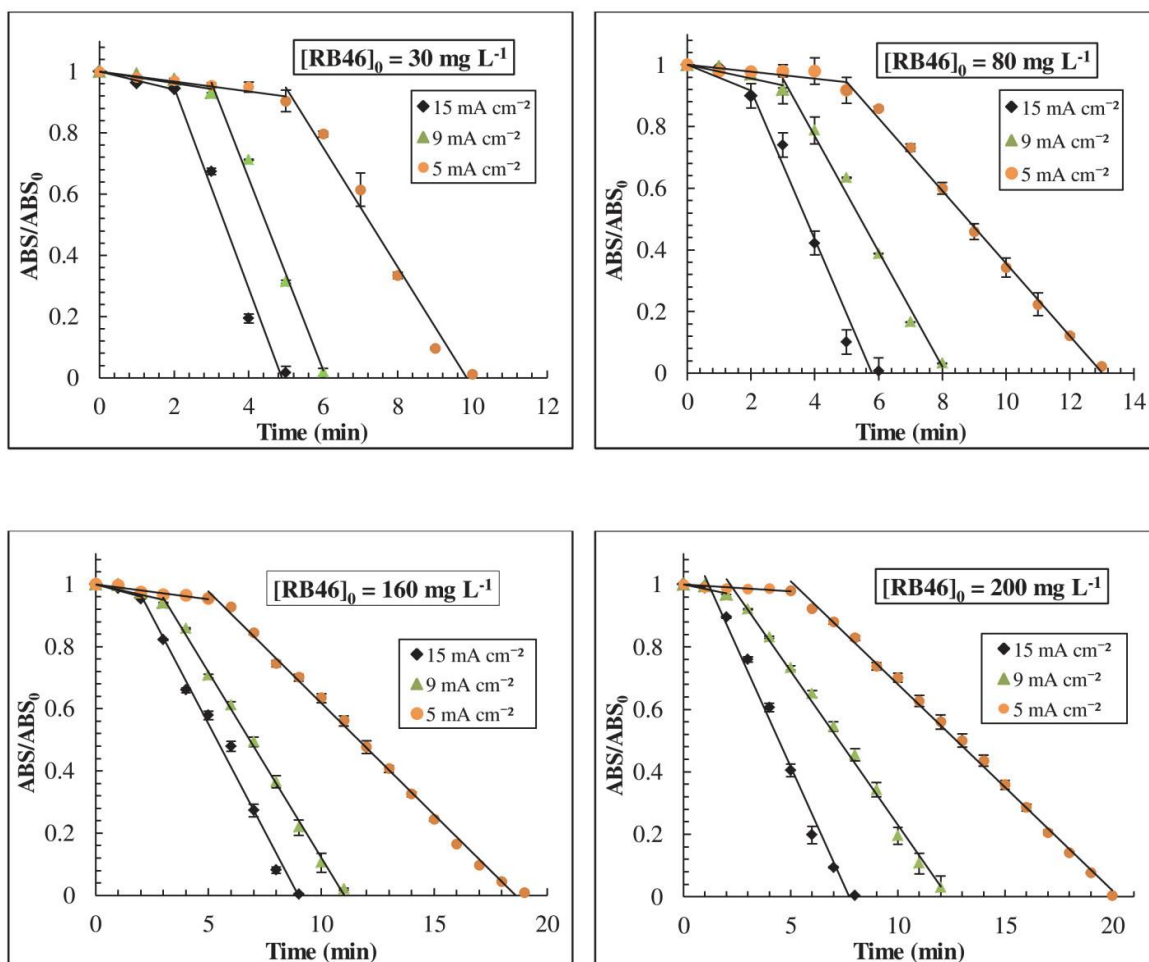 [RB46]₀ = 30 mg L⁻¹
15 mA cm⁻²
9 mA cm⁻²
5 mA cm⁻²
ABS/ABS₀
1
0.8
0.6
0.4
0.2
0
0 2 4 6 8 10 12
Time (min)
[RB46]₀ = 80 mg L⁻¹
15 mA cm⁻²
9 mA cm⁻²
5 mA cm⁻²
ABS/ABS₀
1
0.8
0.6
0.4
0.2
0
0 2 4 6 8 10 12 14
Time (min)
[RB46]₀ = 160 mg L⁻¹
15 mA cm⁻²
9 mA cm⁻²
5 mA cm⁻²
ABS/ABS₀
1
0.8
0.6
0.4
0.2
0
0 5 10 15 20
Time (min)
[RB46]₀ = 200 mg L⁻¹
15 mA cm⁻²
9 mA cm⁻²
5 mA cm⁻²
ABS/ABS₀
1
0.8
0.6
0.4
0.2
0
0 5 10 15 20
Time (min)